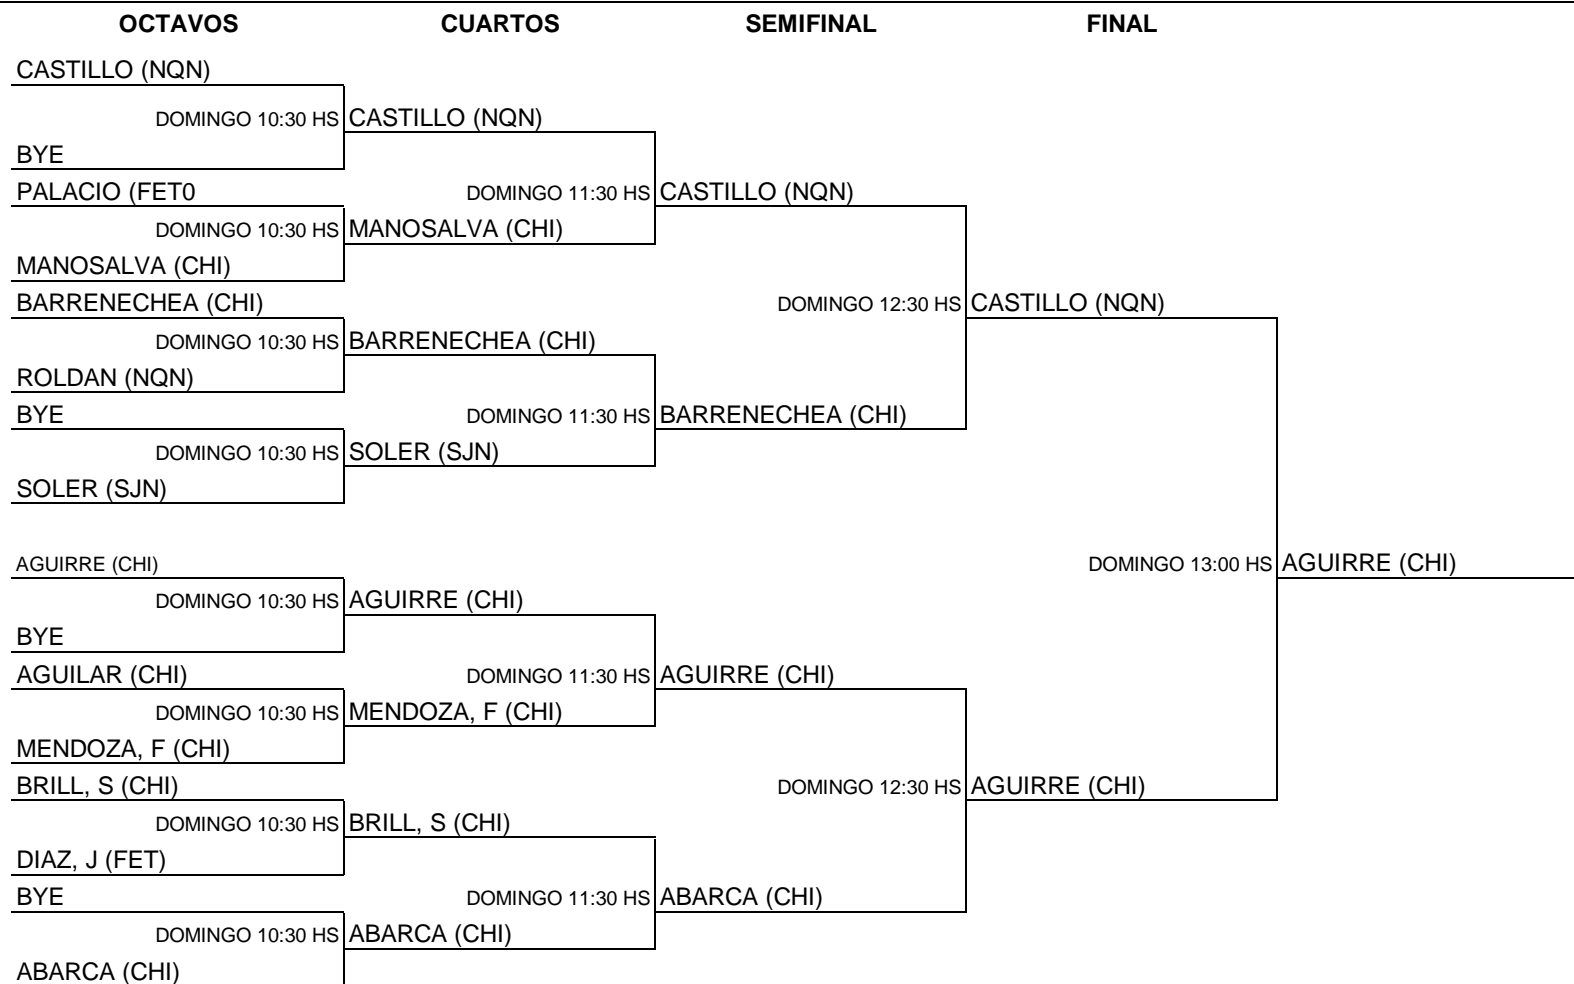 OCTAVOS CUARTOS SEMIFINAL FINAL
CASTILLO (NQN)
DOMINGO 10:30 HS CASTILLO (NQN)
BYE
PALACIO (FET0 DOMINGO 11:30 HS CASTILLO (NQN)
DOMINGO 10:30 HS MANOSALVA (CHI)
MANOSALVA (CHI)
BARRENECHEA (CHI) DOMINGO 12:30 HS CASTILLO (NQN)
DOMINGO 10:30 HS BARRENECHEA (CHI)
ROLDAN (NQN)
BYE DOMINGO 11:30 HS BARRENECHEA (CHI)
DOMINGO 10:30 HS SOLER (SJN)
SOLER (SJN)
AGUIRRE (CHI) DOMINGO 13:00 HS AGUIRRE (CHI)
DOMINGO 10:30 HS AGUIRRE (CHI)
BYE
AGUILAR (CHI) DOMINGO 11:30 HS AGUIRRE (CHI)
DOMINGO 10:30 HS MENDOZA, F (CHI)
MENDOZA, F (CHI)
BRILL, S (CHI) DOMINGO 12:30 HS AGUIRRE (CHI)
DOMINGO 10:30 HS BRILL, S (CHI)
DIAZ, J (FET)
BYE DOMINGO 11:30 HS ABARCA (CHI)
DOMINGO 10:30 HS ABARCA (CHI)
ABARCA (CHI)